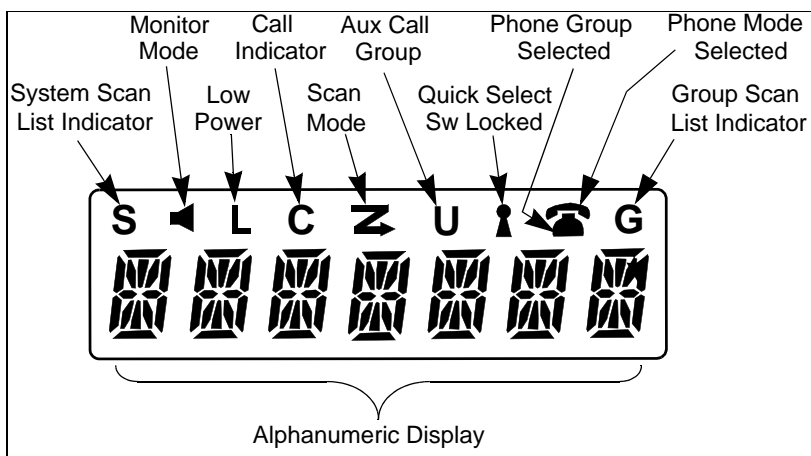 Monitor
Mode
Call
Indicator
Aux Call
Group
Phone Group
Selected
Phone Mode
Selected
System Scan
List Indicator
Low
Power
Scan
Mode
Quick Select
Sw Locked
Group Scan
List Indicator
S L C U G
Alphanumeric Display